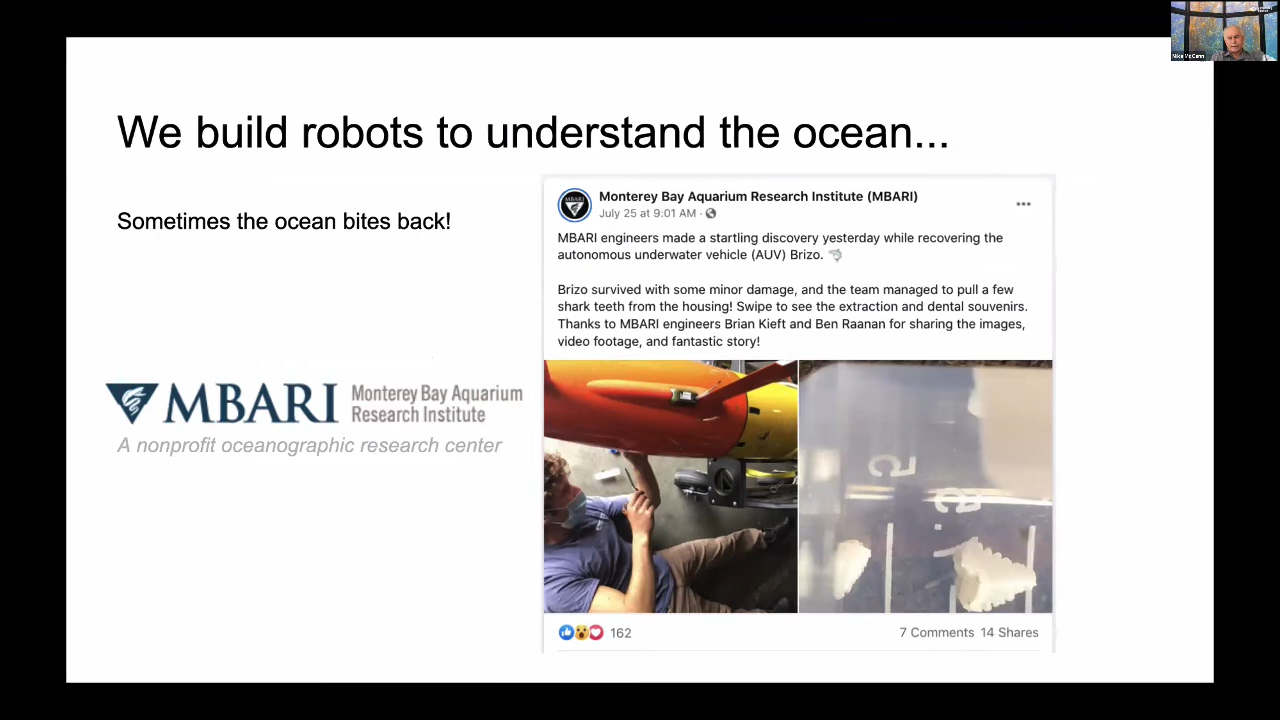 Mike McCann
We build robots to understand the ocean...
Sometimes the ocean bites back!
MBARI Monterey Bay Aquarium
Research Institute
A nonprofit oceanographic research center
MBARI
Monterey Bay Aquarium Research Institute (MBARI)
July 25 at 9:01 AM ·
MBARI engineers made a startling discovery yesterday while recovering the
autonomous underwater vehicle (AUV) Brizo.
Brizo survived with some minor damage, and the team managed to pull a few
shark teeth from the housing! Swipe to see the extraction and dental souvenirs.
Thanks to MBARI engineers Brian Kieft and Ben Raanan for sharing the images,
video footage, and fantastic story!
162
7 Comments 14 Shares